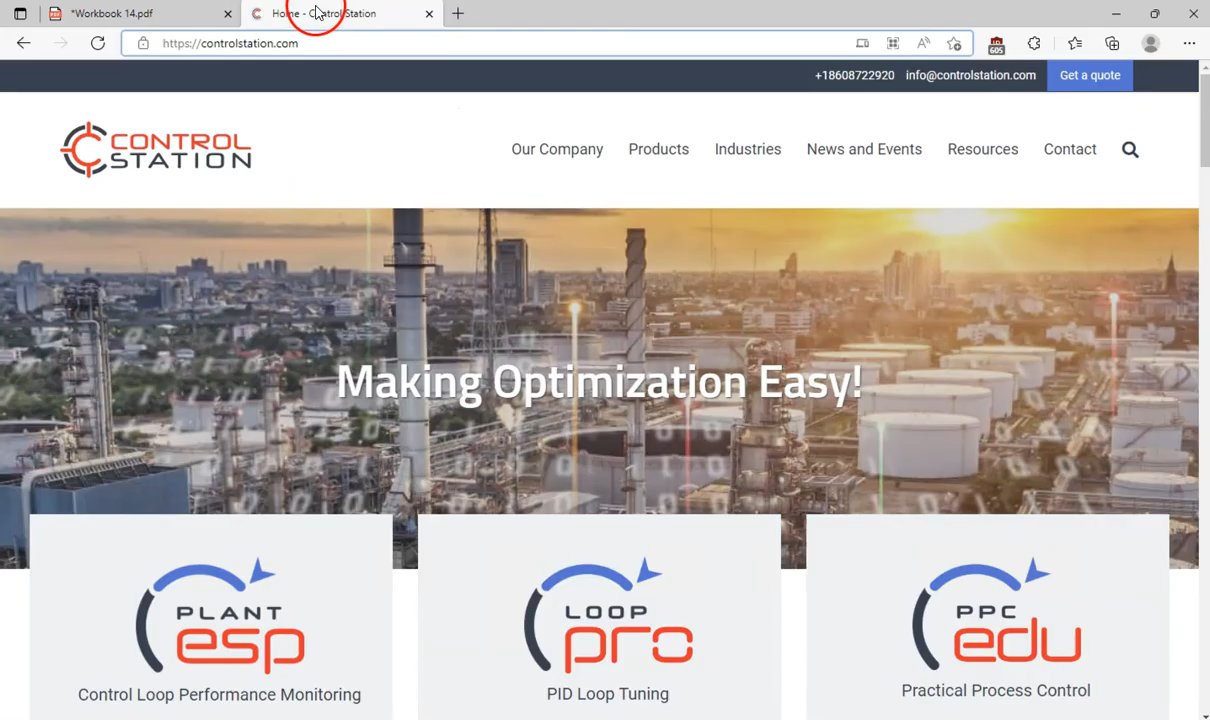 *Workbook 14.pdf
Home - Control Station
https://controlstation.com
605
+18608722920 info@controlstation.com Get a quote
CONTROL
STATION
Our Company Products Industries News and Events Resources Contact
Making Optimization Easy!
PLANT
esp
Control Loop Performance Monitoring
LOOP
pro
PID Loop Tuning
PPC
edu
Practical Process Control